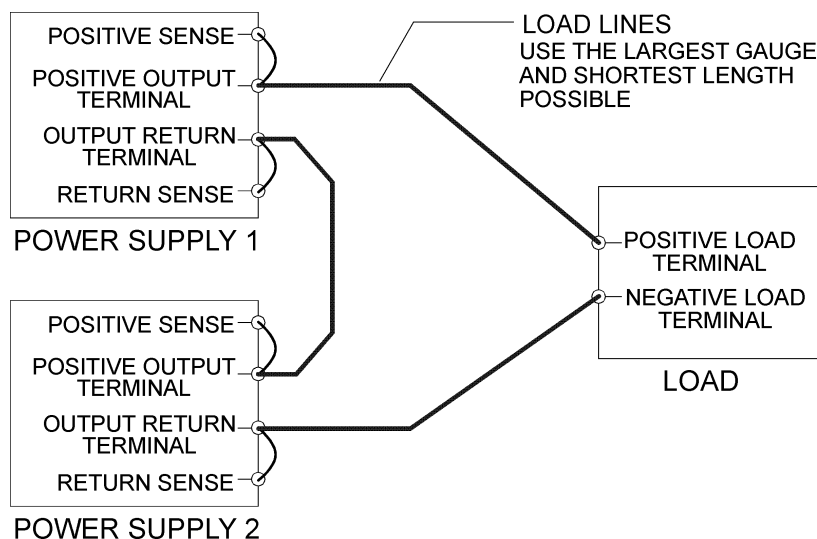 POSITIVE SENSE
POSITIVE OUTPUT
TERMINAL
OUTPUT RETURN
TERMINAL
RETURN SENSE
POWER SUPPLY 1
LOAD LINES
USE THE LARGEST GAUGE
AND SHORTEST LENGTH
POSSIBLE
POSITIVE LOAD
TERMINAL
NEGATIVE LOAD
TERMINAL
LOAD
POSITIVE SENSE
POSITIVE OUTPUT
TERMINAL
OUTPUT RETURN
TERMINAL
RETURN SENSE
POWER SUPPLY 2